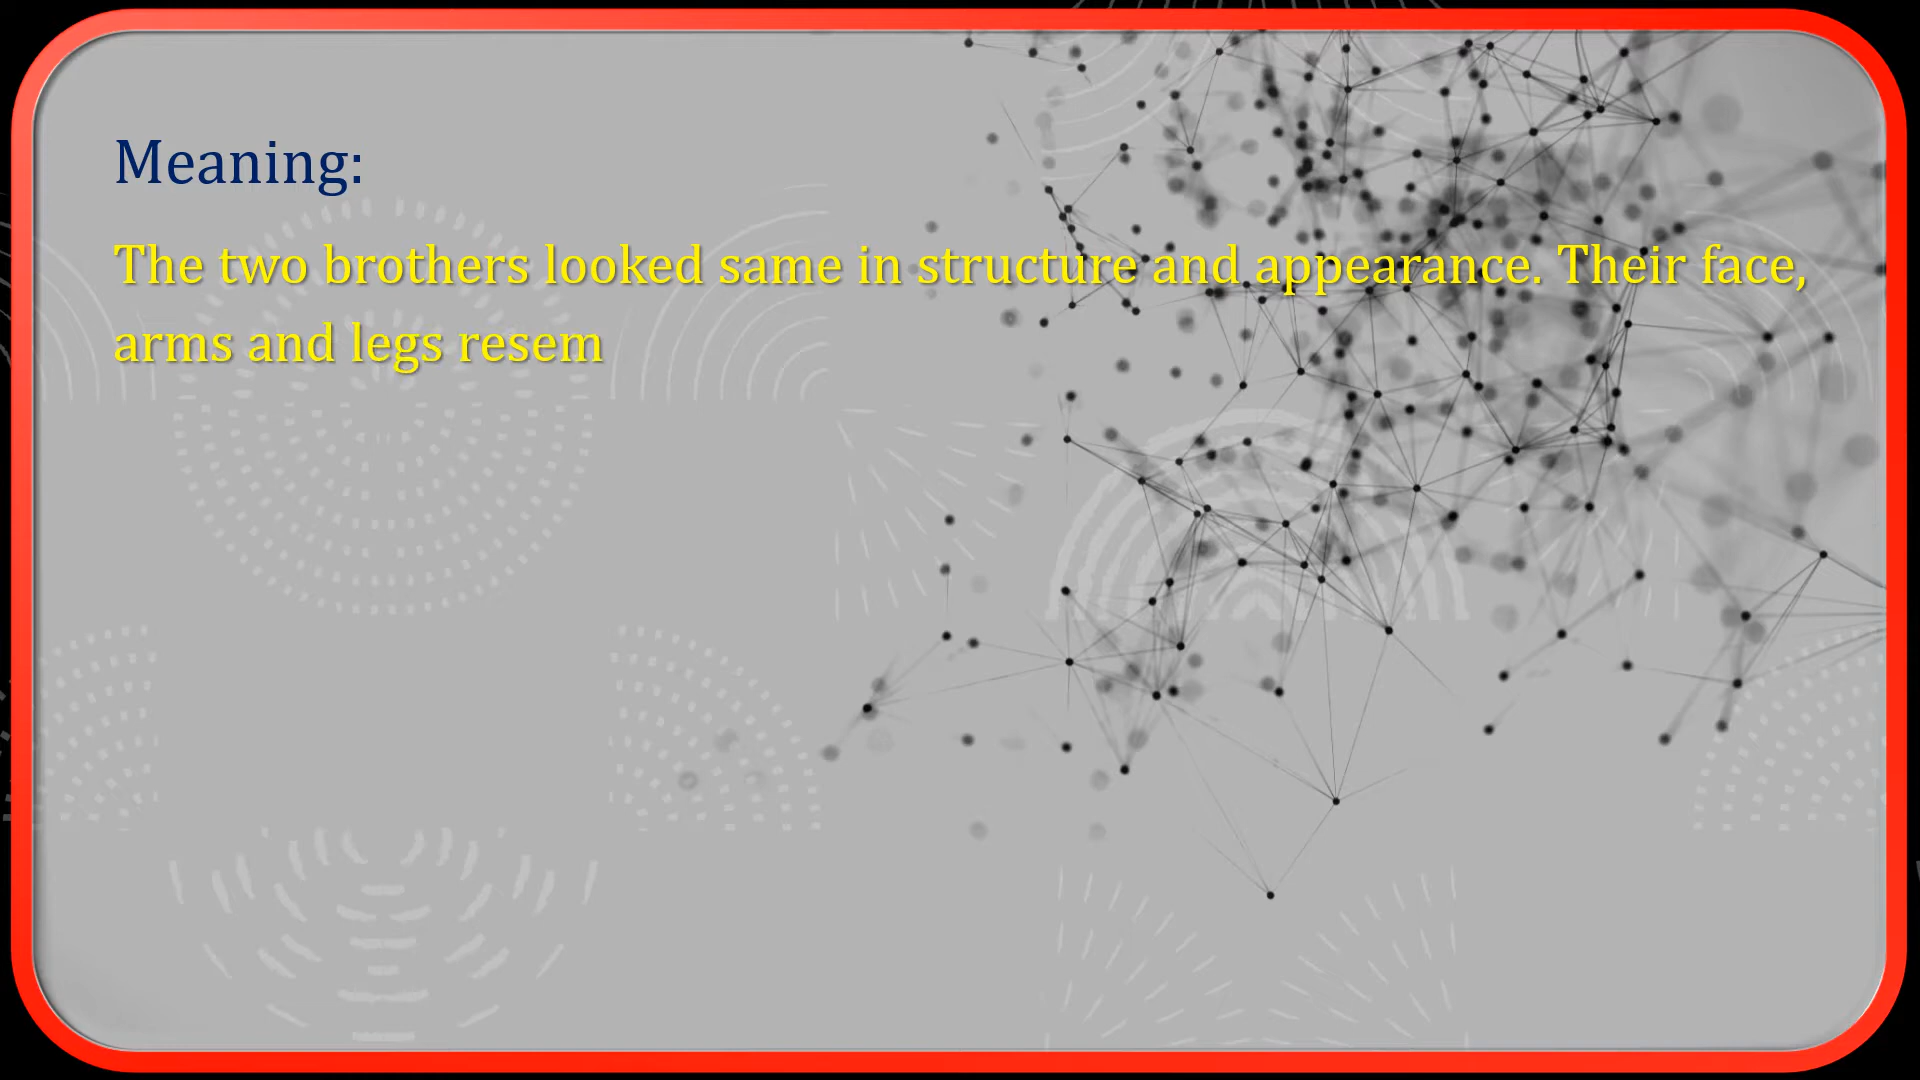 Meaning:
The two brothers looked same in structure and appearance. Their face,
arms and legs resem